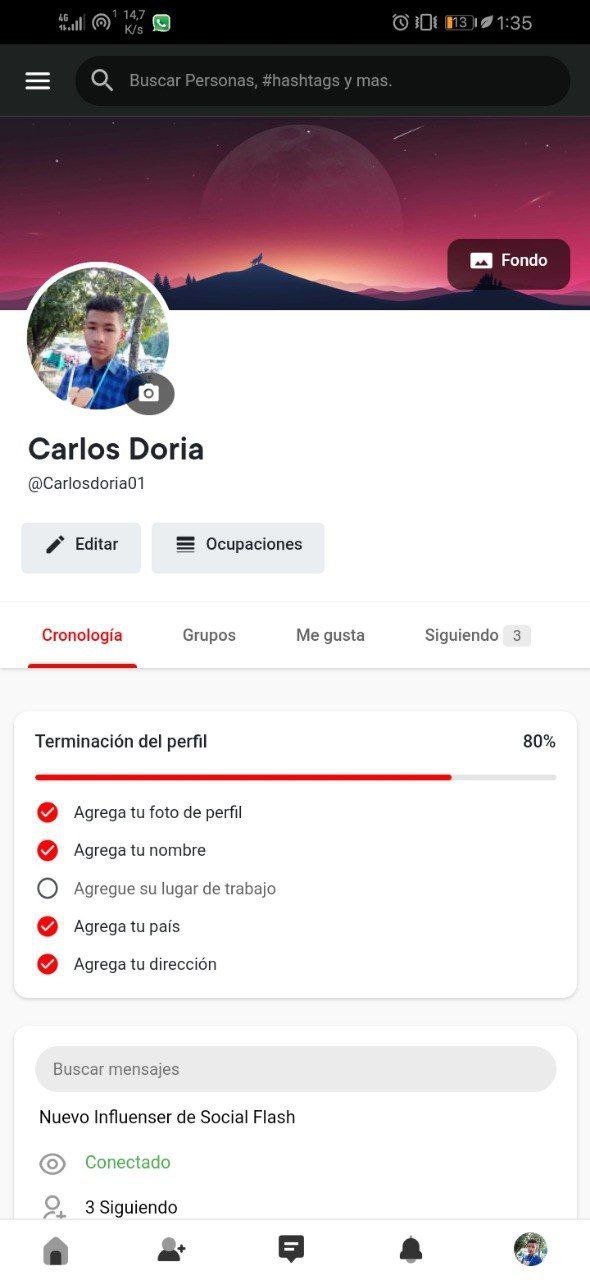 4G 1 14,7 K/s 13 1:35
Buscar Personas, #hashtags y mas.
Fondo
Carlos Doria
@Carlosdoria01
Editar Ocupaciones
Cronología Grupos Me gusta Siguiendo 3
Terminación del perfil 80%
Agrega tu foto de perfil
Agrega tu nombre
Agregue su lugar de trabajo
Agrega tu país
Agrega tu dirección
Buscar mensajes
Nuevo Influenser de Social Flash
Conectado
3 Siguiendo